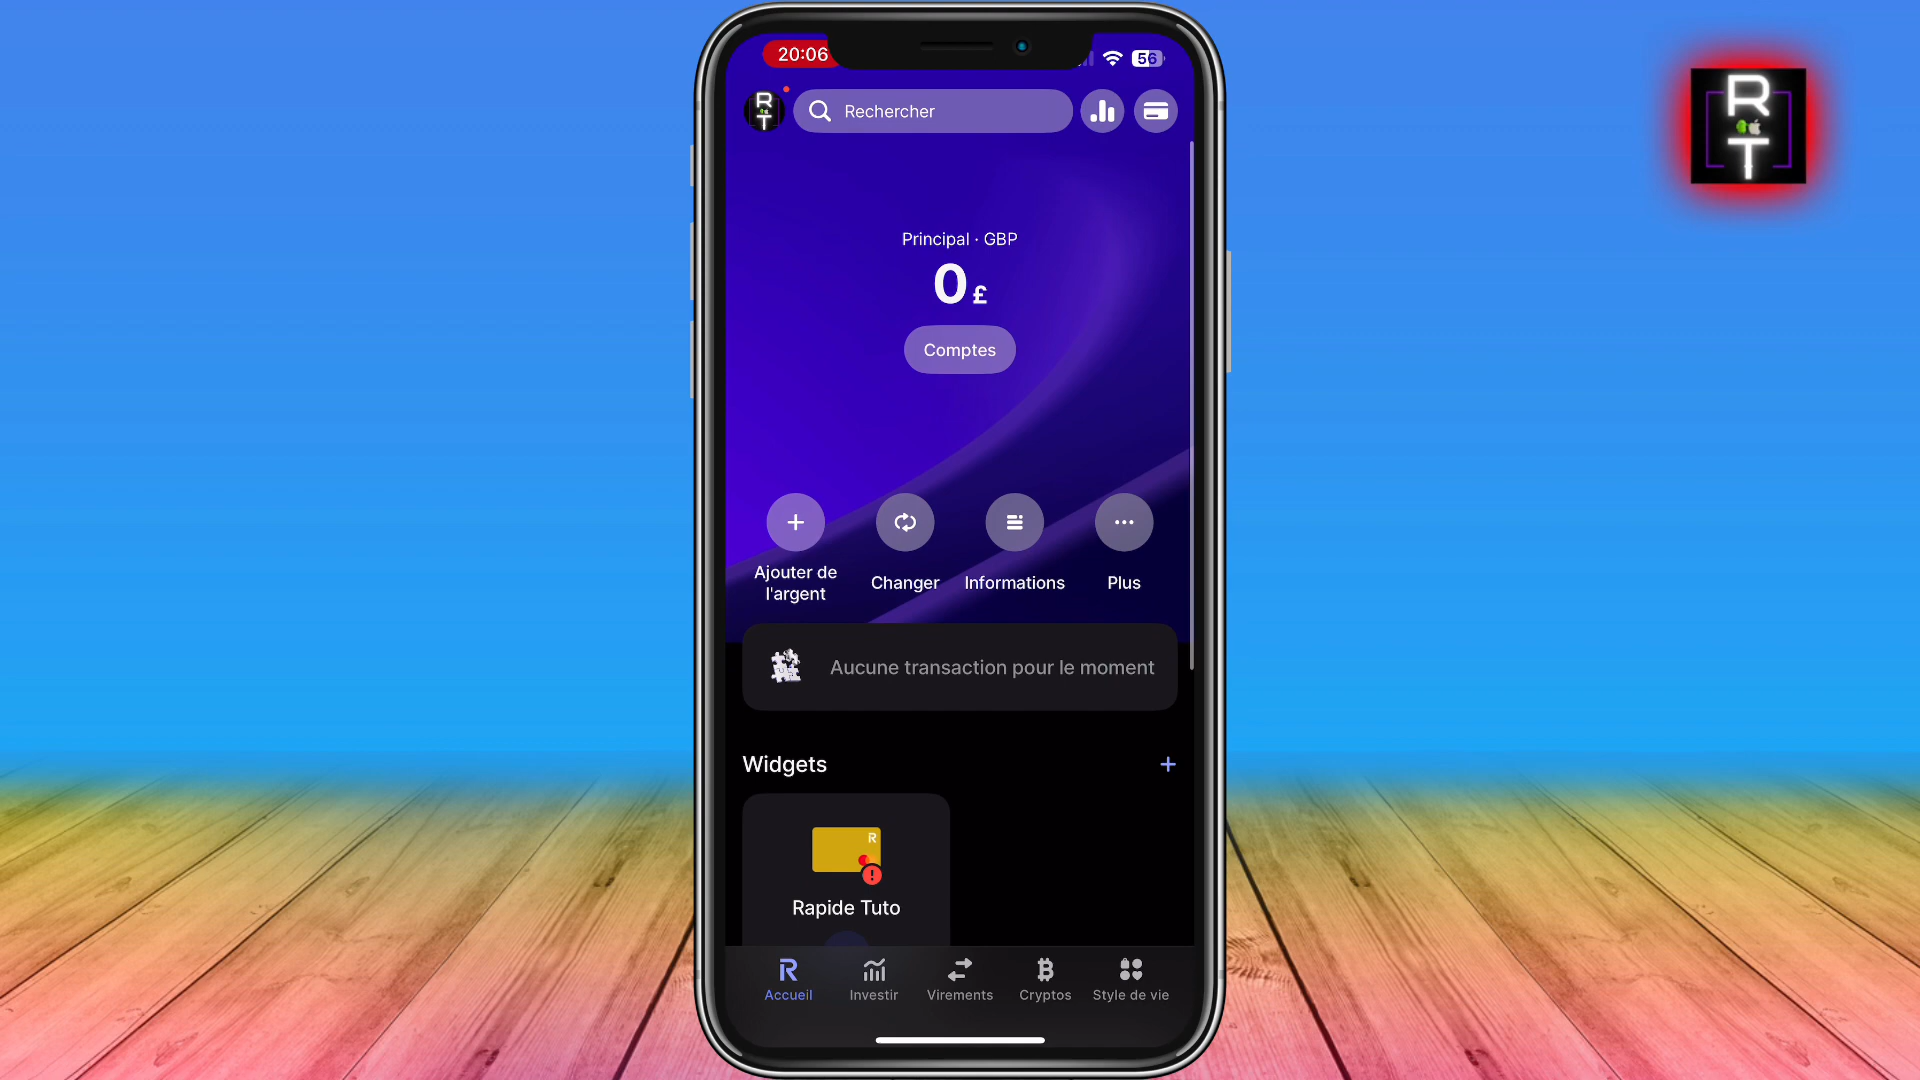 20:06
56
R
T
Rechercher
R
T
Principal · GBP
0 £
Comptes
Ajouter de
l'argent
Changer
Informations
Plus
Aucune transaction pour le moment
Widgets
R
Rapide Tuto
Accueil
Investir
Virements
Cryptos
Style de vie